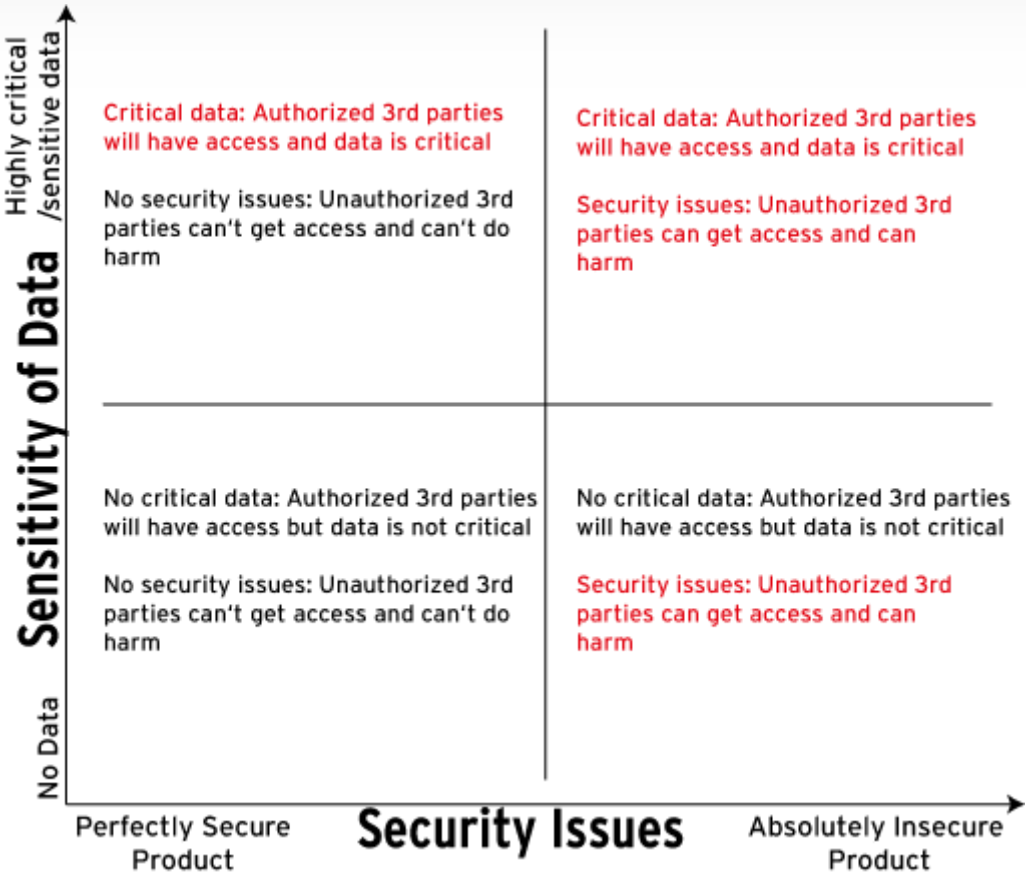 Highly critical
/sensitive data
Sensitivity of Data
No Data
Critical data: Authorized 3rd parties
will have access and data is critical
No security issues: Unauthorized 3rd
parties can't get access and can't do
harm
Critical data: Authorized 3rd parties
will have access and data is critical
Security issues: Unauthorized 3rd
parties can get access and can
harm
No critical data: Authorized 3rd parties
will have access but data is not critical
No security issues: Unauthorized 3rd
parties can't get access and can't do
harm
No critical data: Authorized 3rd parties
will have access but data is not critical
Security issues: Unauthorized 3rd
parties can get access and can
harm
Perfectly Secure
Product
Security Issues
Absolutely Insecure
Product